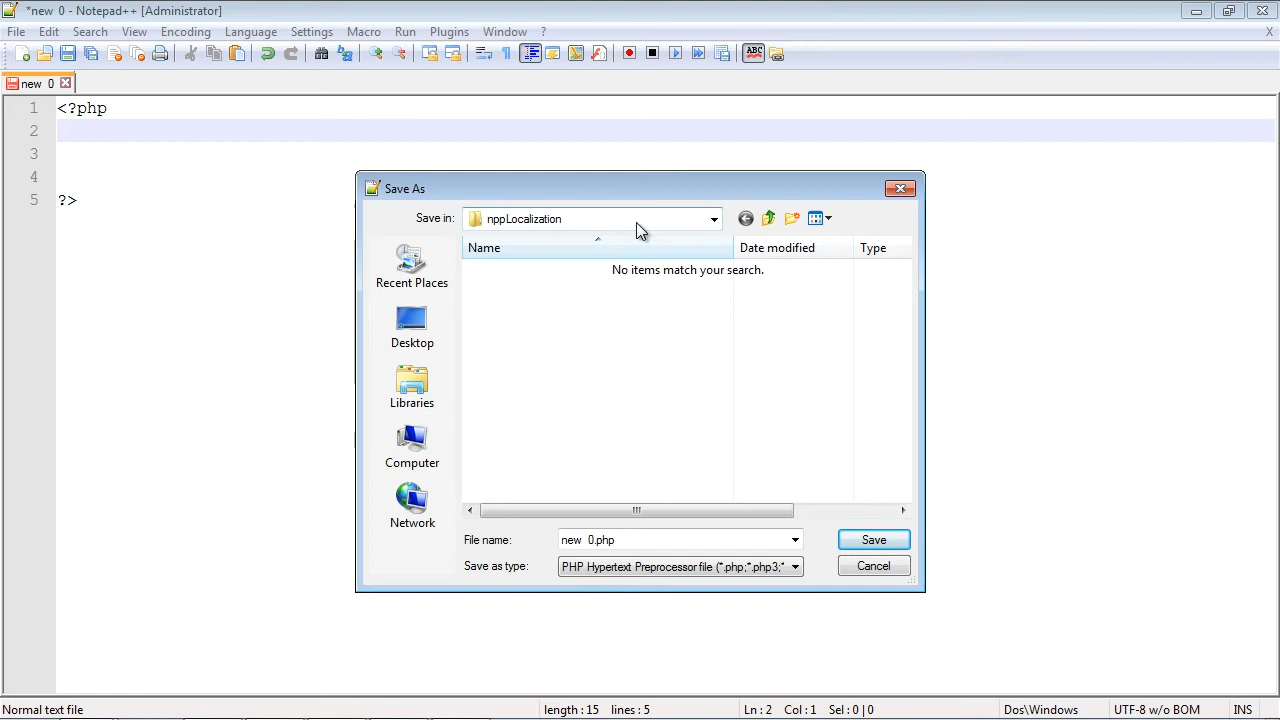 *new 0 - Notepad++ [Administrator]
File Edit Search View Encoding Language Settings Macro Run Plugins Window ? X
ABC
new 0
1 <?php
2
3
4
5 ?>
Save As
Save in: nppLocalization
Name Date modified Type
No items match your search.
Recent Places
Desktop
Libraries
Computer
Network
File name: new 0.php Save
Save as type: PHP Hypertext Preprocessor file (*.php;*.php3;* Cancel
Normal text file length : 15 lines : 5 Ln : 2 Col : 1 Sel : 0 | 0 Dos\Windows UTF-8 w/o BOM INS